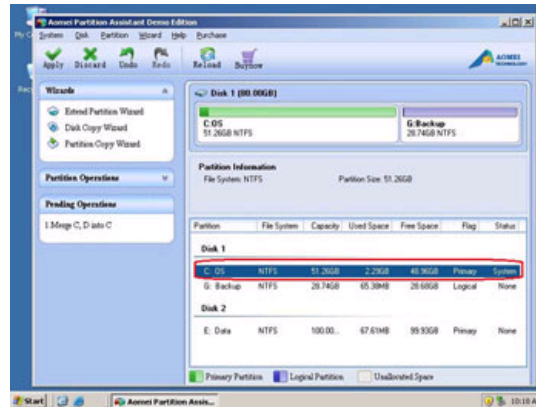 Aomei Partition Assistant Demo Edition
System Disk Partition Wizard Help Purchase
Apply Discard Undo Redo Reload Buy now
AOMEI
Wizards
Extend Partition Wizard
Disk Copy Wizard
Partition Copy Wizard
Partition Operations
Pending Operations
1.Merge C, D into C
Disk 1 (80.00GB)
C:OS
51.26GB NTFS
G:Backup
28.74GB NTFS
Partition Information
File System: NTFS Partition Size: 51.26GB
Partition File System Capacity Used Space Free Space Flag Status
Disk 1
C: OS NTFS 51.26GB 2.29GB 48.96GB Primary System
G: Backup NTFS 28.74GB 65.38MB 28.68GB Logical None
Disk 2
E: Data NTFS 100.00... 67.61MB 99.93GB Primary None
Primary Partition Logical Partition Unallocated Space
Start Aomei Partition Assis... 10:10 A